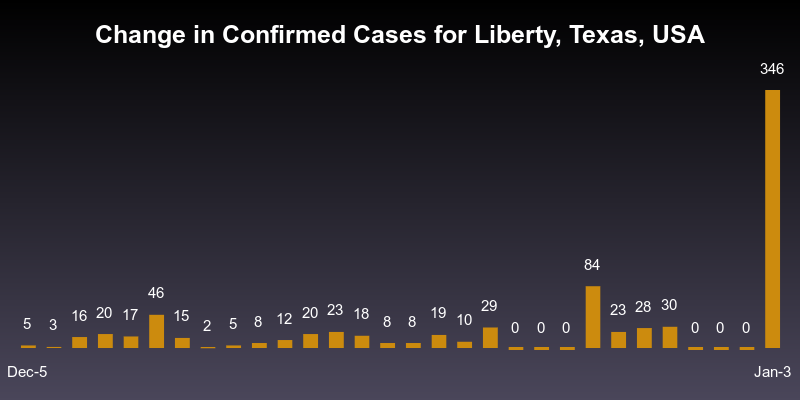 Change in Confirmed Cases for Liberty, Texas, USA
5 3 16 20 17 46 15 2 5 8 12 20 23 18 8 8 19 10 29 0 0 0 84 23 28 30 0 0 0 346
Dec-5 Jan-3